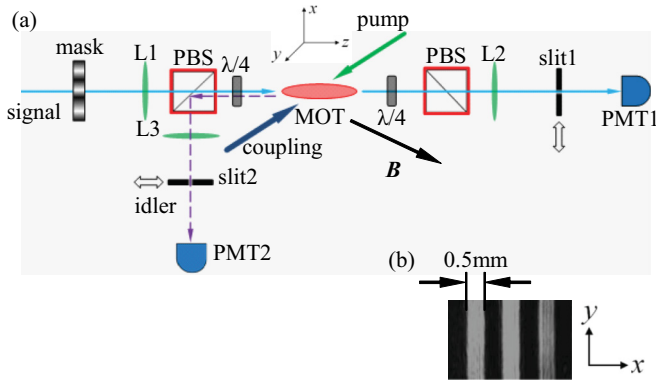 (a)
mask
L1
PBS
λ/4
x
y
z
pump
PBS
L2
slit1
signal
L3
MOT
λ/4
PMT1
coupling
B
slit2
idler
PMT2
(b)
0.5mm
y
x